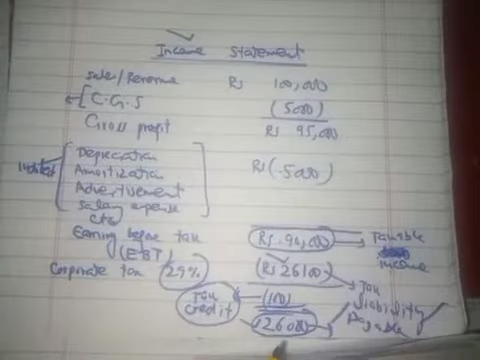 Income Statement
Sales/Revenue Rs 100,000
C.G.S (5000)
Gross profit Rs 95,000
Depreciation
Amortization Rs (-5000)
Advertisement
Salary expense
etc
Earning before tax Rs. 90,000 Taxable
(EBT) income
Corporate tax 29% (Rs 26100) Tax
Tax (100) liability
credit 26000 Payable